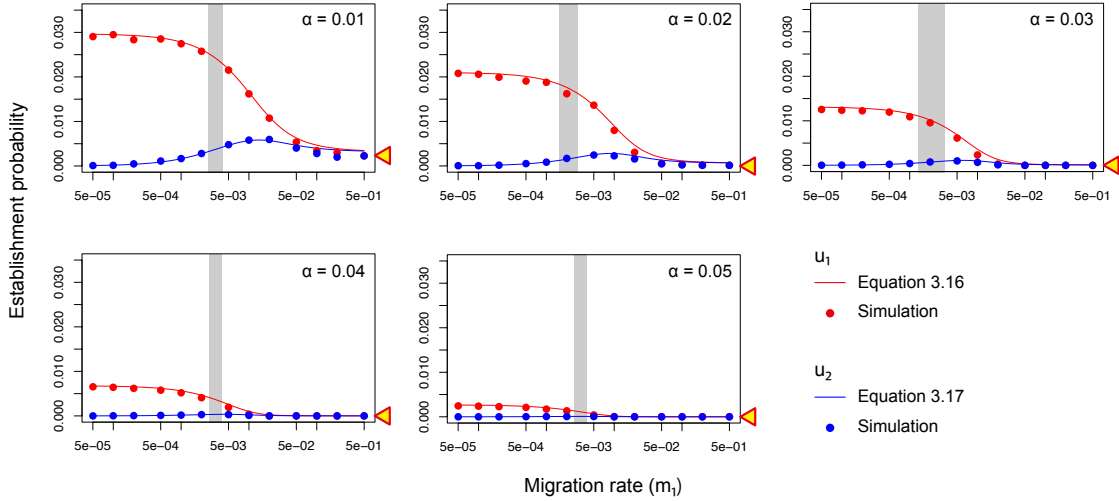 α = 0.01
α = 0.02
α = 0.03
0.000 0.010 0.020 0.030
5e−05 5e−04 5e−03 5e−02 5e−01
0.000 0.010 0.020 0.030
5e−05 5e−04 5e−03 5e−02 5e−01
0.000 0.010 0.020 0.030
5e−05 5e−04 5e−03 5e−02 5e−01
Establishment probability
α = 0.04
α = 0.05
0.000 0.010 0.020 0.030
5e−05 5e−04 5e−03 5e−02 5e−01
0.000 0.010 0.020 0.030
5e−05 5e−04 5e−03 5e−02 5e−01
u₁
Equation 3.16
Simulation
u₂
Equation 3.17
Simulation
Migration rate (m₁)